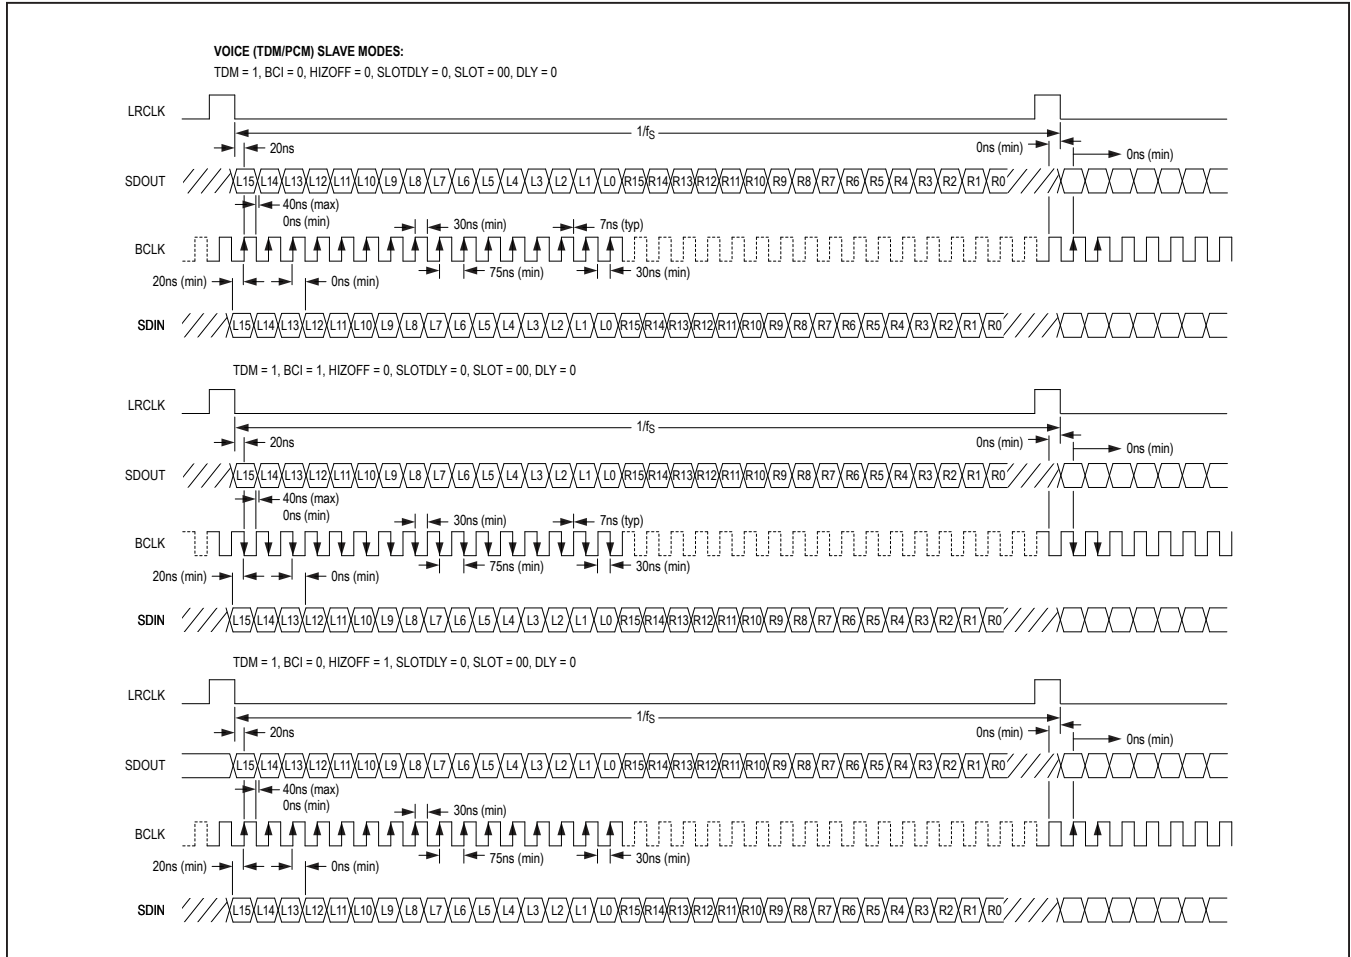 VOICE (TDM/PCM) SLAVE MODES:
TDM = 1, BCI = 0, HIZOFF = 0, SLOTDLY = 0, SLOT = 00, DLY = 0
LRCLK
1/fS
20ns
0ns (min)
0ns (min)
SDOUT
L15 L14 L13 L12 L11 L10 L9 L8 L7 L6 L5 L4 L3 L2 L1 L0 R15 R14 R13 R12 R11 R10 R9 R8 R7 R6 R5 R4 R3 R2 R1 R0
40ns (max)
0ns (min)
30ns (min)
7ns (typ)
BCLK
20ns (min)
0ns (min)
75ns (min)
30ns (min)
SDIN
L15 L14 L13 L12 L11 L10 L9 L8 L7 L6 L5 L4 L3 L2 L1 L0 R15 R14 R13 R12 R11 R10 R9 R8 R7 R6 R5 R4 R3 R2 R1 R0
TDM = 1, BCI = 1, HIZOFF = 0, SLOTDLY = 0, SLOT = 00, DLY = 0
LRCLK
1/fS
20ns
0ns (min)
0ns (min)
SDOUT
L15 L14 L13 L12 L11 L10 L9 L8 L7 L6 L5 L4 L3 L2 L1 L0 R15 R14 R13 R12 R11 R10 R9 R8 R7 R6 R5 R4 R3 R2 R1 R0
40ns (max)
0ns (min)
30ns (min)
7ns (typ)
BCLK
20ns (min)
0ns (min)
75ns (min)
30ns (min)
SDIN
L15 L14 L13 L12 L11 L10 L9 L8 L7 L6 L5 L4 L3 L2 L1 L0 R15 R14 R13 R12 R11 R10 R9 R8 R7 R6 R5 R4 R3 R2 R1 R0
TDM = 1, BCI = 0, HIZOFF = 1, SLOTDLY = 0, SLOT = 00, DLY = 0
LRCLK
1/fS
20ns
0ns (min)
0ns (min)
SDOUT
L15 L14 L13 L12 L11 L10 L9 L8 L7 L6 L5 L4 L3 L2 L1 L0 R15 R14 R13 R12 R11 R10 R9 R8 R7 R6 R5 R4 R3 R2 R1 R0
40ns (max)
0ns (min)
30ns (min)
BCLK
20ns (min)
0ns (min)
75ns (min)
30ns (min)
SDIN
L15 L14 L13 L12 L11 L10 L9 L8 L7 L6 L5 L4 L3 L2 L1 L0 R15 R14 R13 R12 R11 R10 R9 R8 R7 R6 R5 R4 R3 R2 R1 R0